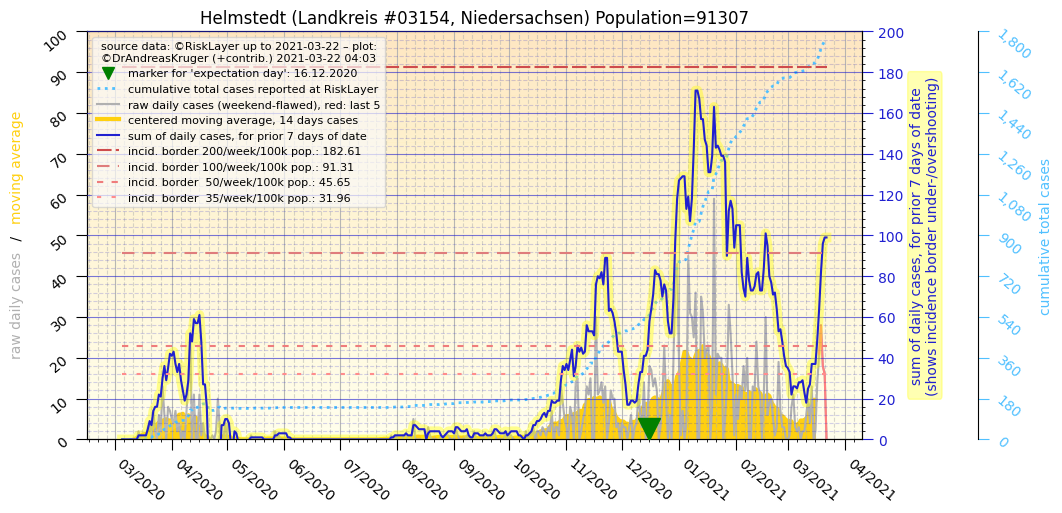 Helmstedt (Landkreis #03154, Niedersachsen) Population=91307
source data: ©RiskLayer up to 2021-03-22 – plot:
©DrAndreasKruger (+contrib.) 2021-03-22 04:03
marker for 'expectation day': 16.12.2020
cumulative total cases reported at RiskLayer
raw daily cases (weekend-flawed), red: last 5
centered moving average, 14 days cases
sum of daily cases, for prior 7 days of date
incid. border 200/week/100k pop.: 182.61
incid. border 100/week/100k pop.: 91.31
incid. border  50/week/100k pop.: 45.65
incid. border  35/week/100k pop.: 31.96
raw daily cases  /  moving average
100
90
80
70
60
50
40
30
20
10
0
03/2020
04/2020
05/2020
06/2020
07/2020
08/2020
09/2020
10/2020
11/2020
12/2020
01/2021
02/2021
03/2021
04/2021
200
180
160
140
120
100
80
60
40
20
0
sum of daily cases, for prior 7 days of date
(shows incidence border under-/overshooting)
1,800
1,620
1,440
1,260
1,080
900
720
540
360
180
0
cumulative total cases